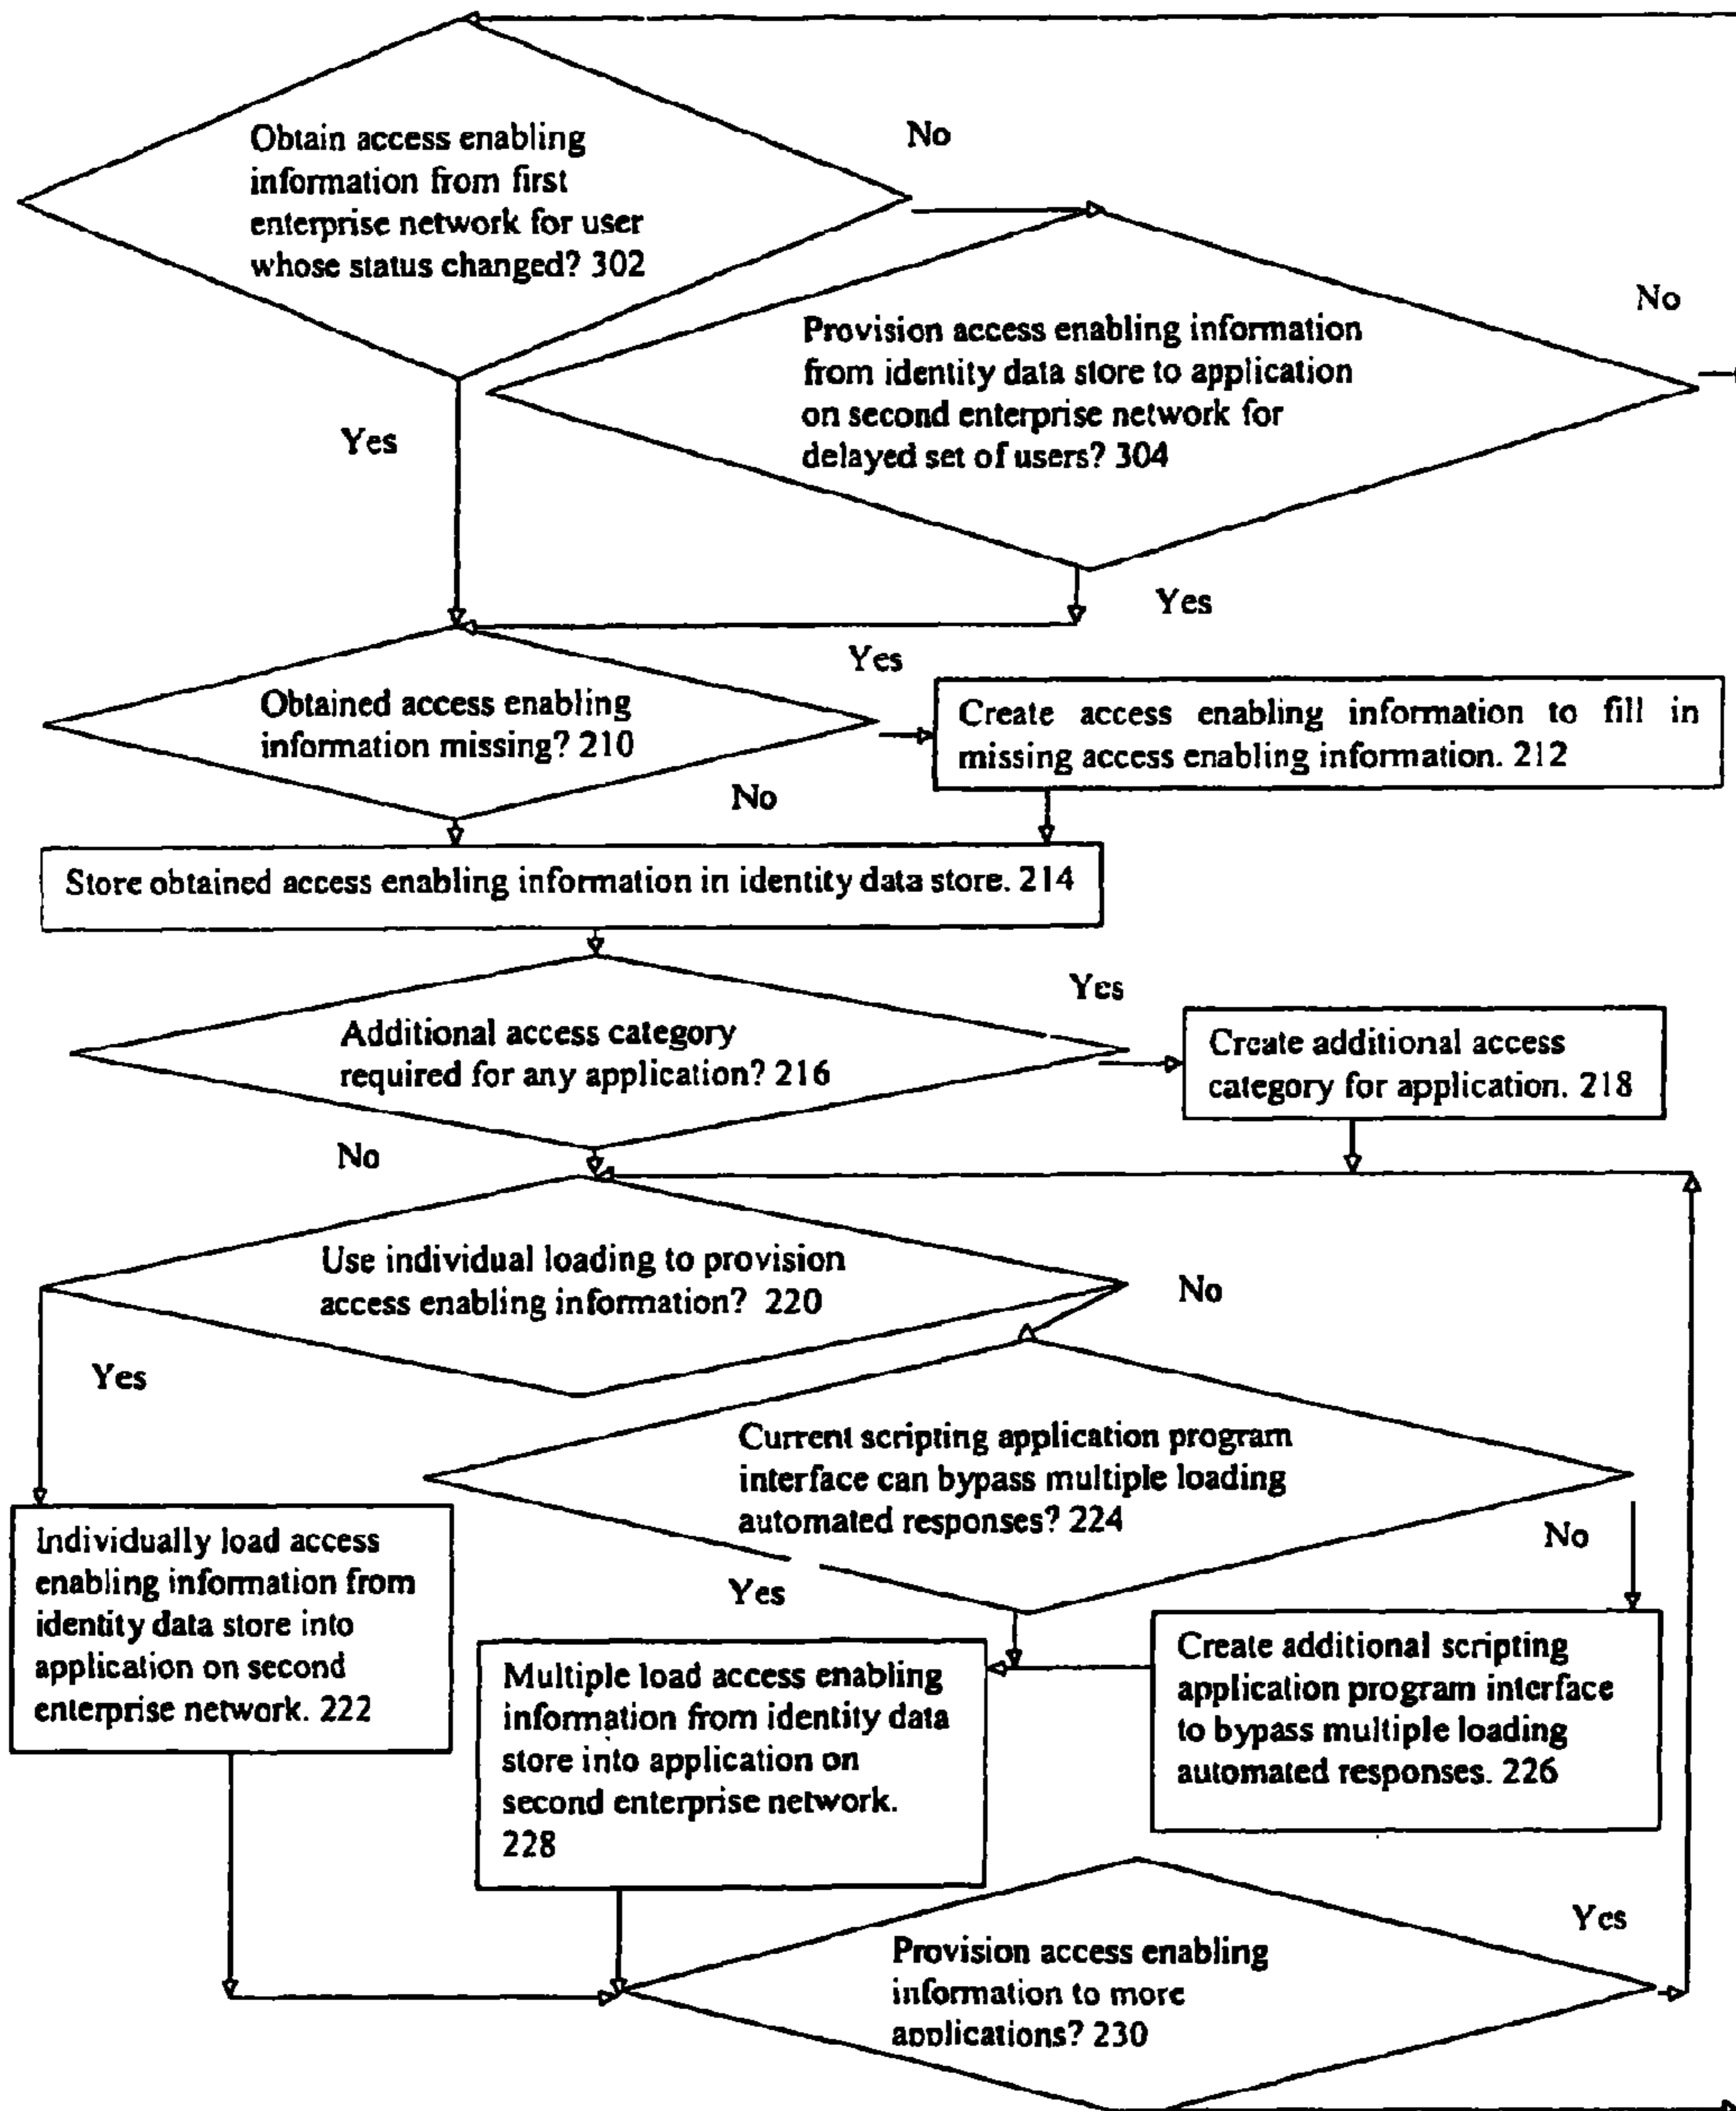 Obtain access enabling
information from first
enterprise network for user
whose status changed? 302
No
Provision access enabling information
from identity data store to application
on second enterprise network for
delayed set of users? 304
No
Yes
Yes
Obtained access enabling
information missing? 210
Yes
Create access enabling information to fill in
missing access enabling information. 212
No
Store obtained access enabling information in identity data store. 214
Additional access category
required for any application? 216
Yes
Create additional access
category for application. 218
No
Use individual loading to provision
access enabling information? 220
No
Yes
Current scripting application program
interface can bypass multiple loading
automated responses? 224
No
Yes
Individually load access
enabling information from
identity data store into
application on second
enterprise network. 222
Multiple load access enabling
information from identity data
store into application on
second enterprise network.
228
Create additional scripting
application program interface
to bypass multiple loading
automated responses. 226
Provision access enabling
information to more
applications? 230
Yes